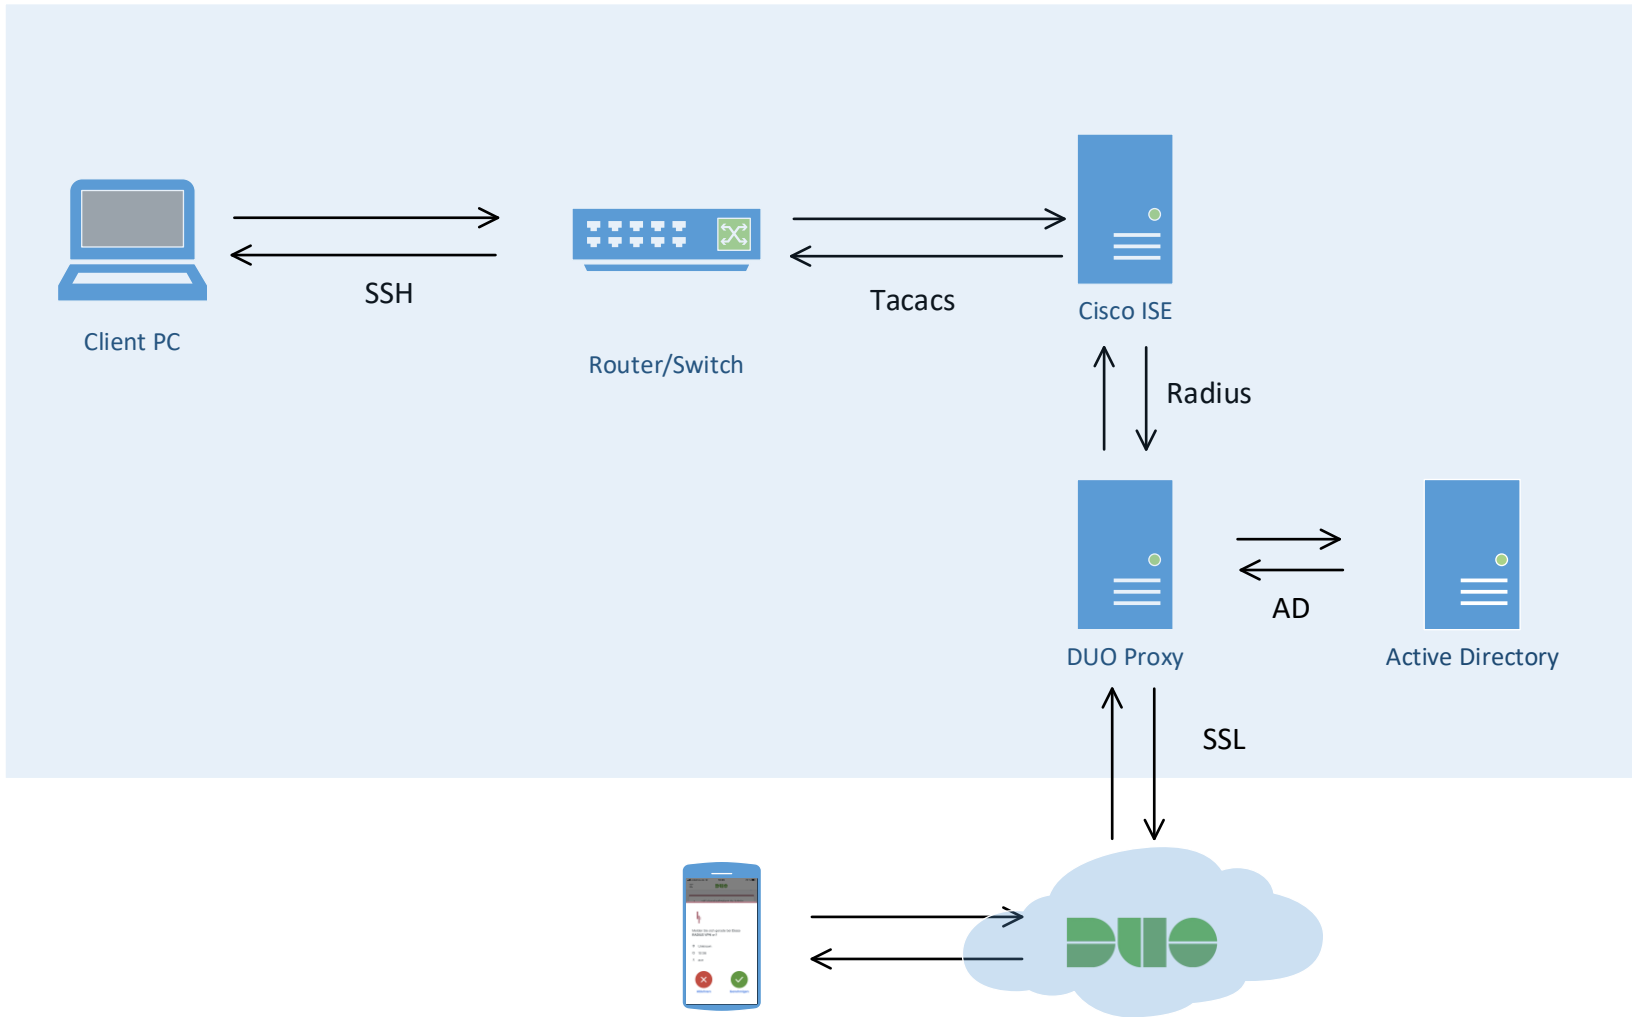 SSH
Client PC
Router/Switch
Tacacs
Cisco ISE
Radius
DUO Proxy
AD
Active Directory
SSL
DUO